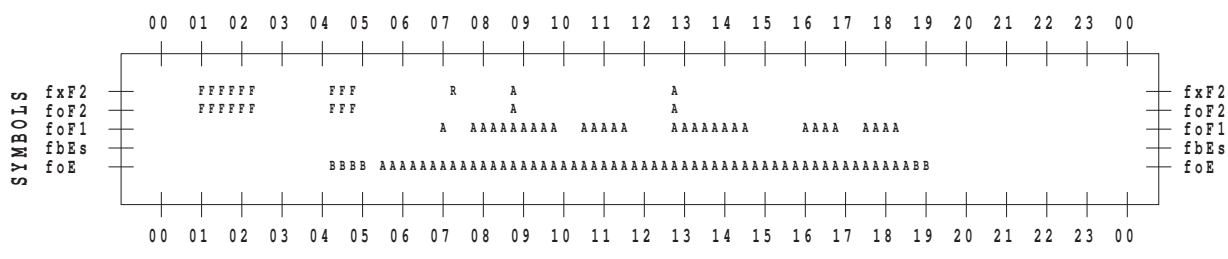 00 01 02 03 04 05 06 07 08 09 10 11 12 13 14 15 16 17 18 19 20 21 22 23 00
SYMBOLS
fxF2 FFFFFF FFF R A A fxF2
foF2 FFFFFF FFF A A foF2
foF1 A AAAAAAAAA AAAAA AAAAAAAA AAAA AAAA foF1
fbEs fbEs
foE BBBB AAAAAAAAAAAAAAAAAAAAAAAAAAAAAAAAAAAAAAAAAAAAAAAAAAAAABB foE
00 01 02 03 04 05 06 07 08 09 10 11 12 13 14 15 16 17 18 19 20 21 22 23 00